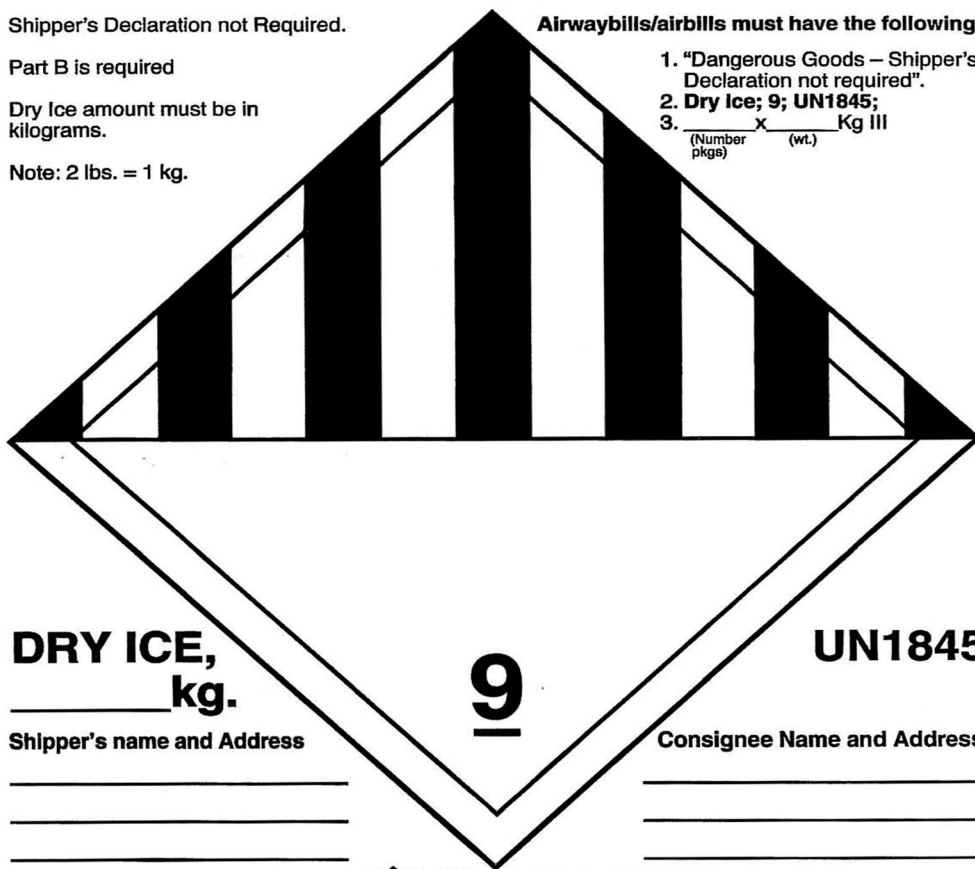 Shipper's Declaration not Required.
Part B is required
Dry Ice amount must be in
kilograms.
Note: 2 lbs. = 1 kg.
Airwaybills/airbills must have the following
1. "Dangerous Goods – Shipper's
Declaration not required".
2. Dry Ice; 9; UN1845;
3. ______x______Kg III
(Number
pkgs)
(wt.)
DRY ICE,
______kg.
9
UN1845
Shipper's name and Address
Consignee Name and Address